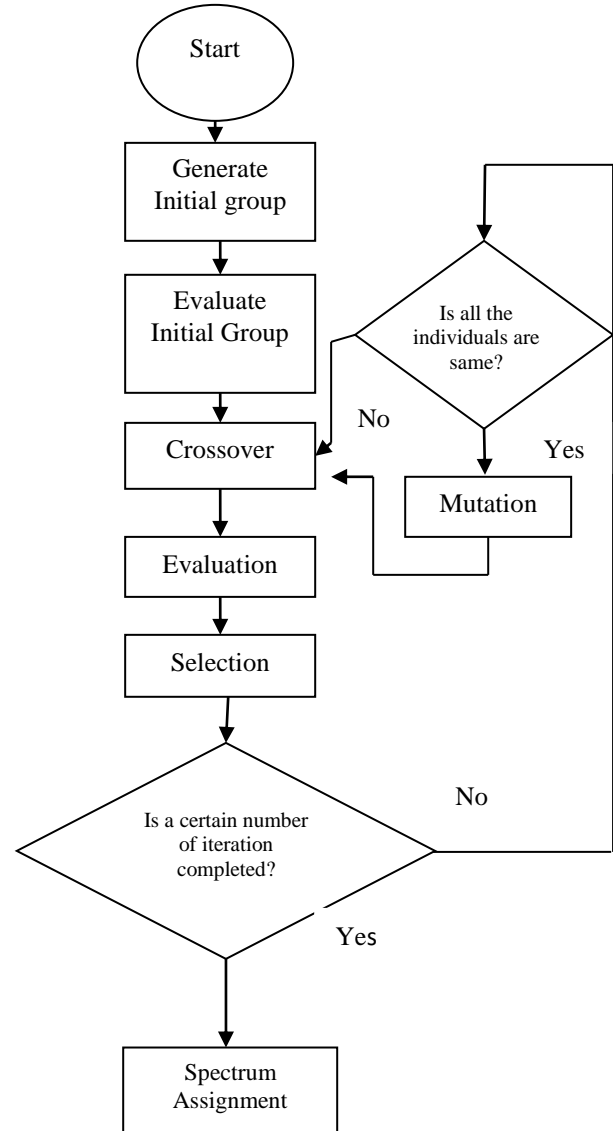 Start
Generate
Initial group
Evaluate
Initial Group
Is all the
individuals are
same?
No
Yes
Crossover
Mutation
Evaluation
Selection
Is a certain number
of iteration
completed?
No
Yes
Spectrum
Assignment